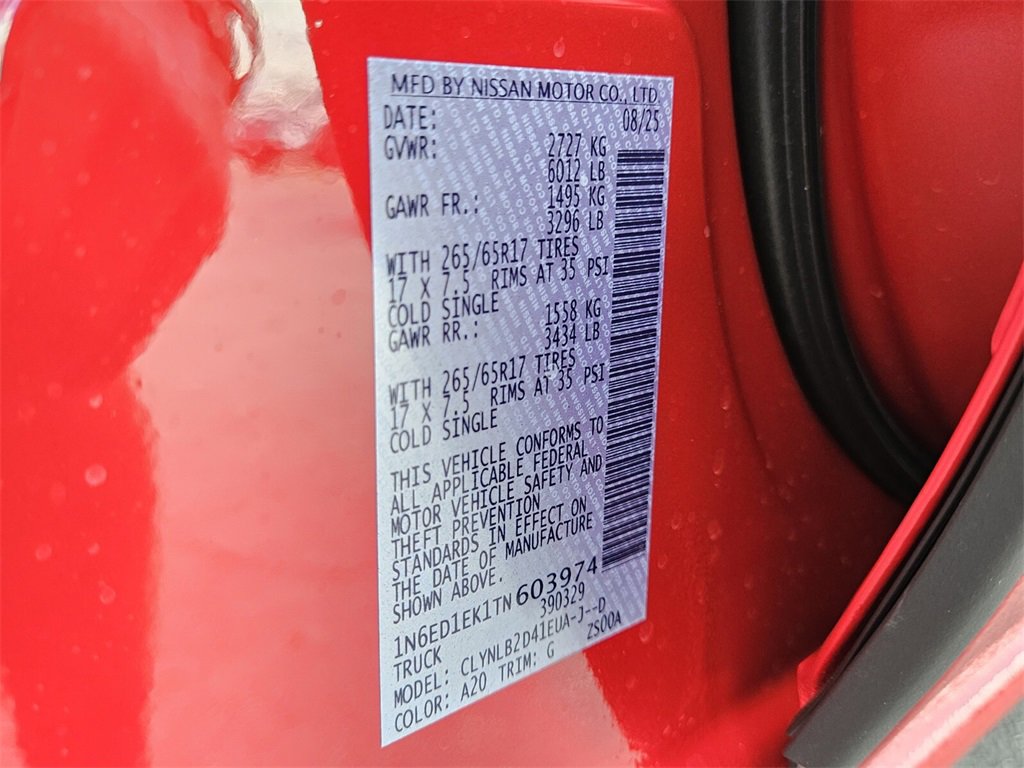 MFD BY NISSAN MOTOR CO., LTD.
DATE: 08/25
GVWR: 2727 KG
6012 LB
GAWR FR.: 1495 KG
3296 LB
WITH 265/65R17 TIRES
17 X 7.5 RIMS AT 35 PSI
COLD SINGLE
GAWR RR.: 1558 KG
3434 LB
WITH 265/65R17 TIRES
17 X 7.5 RIMS AT 35 PSI
COLD SINGLE
THIS VEHICLE CONFORMS TO
ALL APPLICABLE FEDERAL
MOTOR VEHICLE SAFETY AND
THEFT PREVENTION
STANDARDS IN EFFECT ON
THE DATE OF MANUFACTURE
SHOWN ABOVE.
1N6ED1EK1TN603974
TRUCK 390329
MODEL: CLYNLB2D41EUA-J--D
COLOR: A20 TRIM: G ZS00A